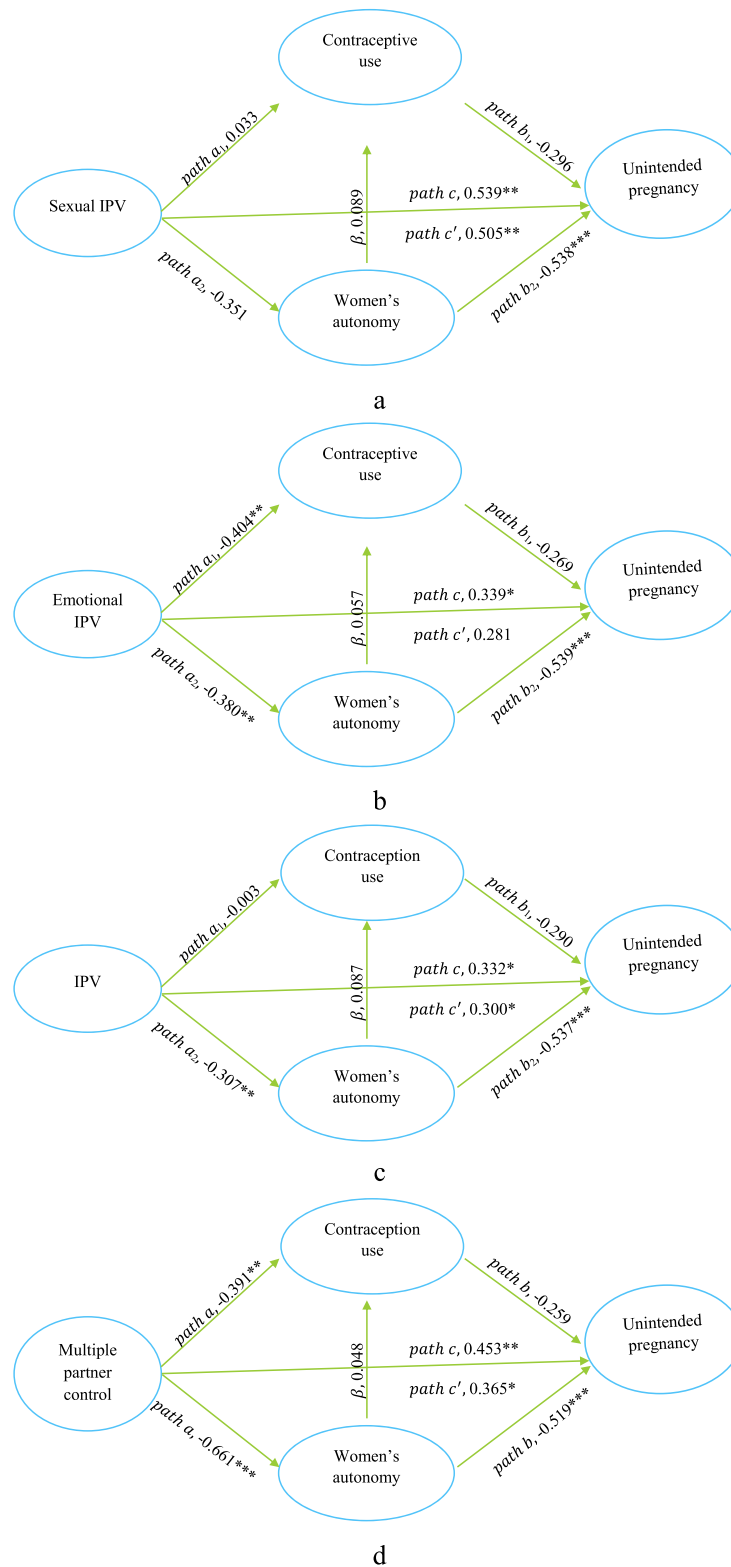 Contraceptive
use
path a₁, 0.033
path b₁, -0.296
Unintended
pregnancy
Sexual IPV
path c, 0.539**
β, 0.089
path c′, 0.505**
path a₂, -0.351
path b₂, -0.538***
Women’s
autonomy
a
Contraceptive
use
path a₁, -0.404**
path b₁, -0.269
Unintended
pregnancy
Emotional
IPV
path c, 0.339*
β, 0.057
path c′, 0.281
path a₂, -0.380**
path b₂, -0.539***
Women’s
autonomy
b
Contraception
use
path a₁, -0.003
path b₁, -0.290
Unintended
pregnancy
IPV
path c, 0.332*
β, 0.087
path c′, 0.300*
path a₂, -0.307**
path b₂, -0.537***
Women’s
autonomy
c
Contraception
use
path a, -0.391**
path b, -0.259
Unintended
pregnancy
Multiple
partner
control
path c, 0.453**
β, 0.048
path c′, 0.365*
path a, -0.661***
path b, -0.519***
Women’s
autonomy
d